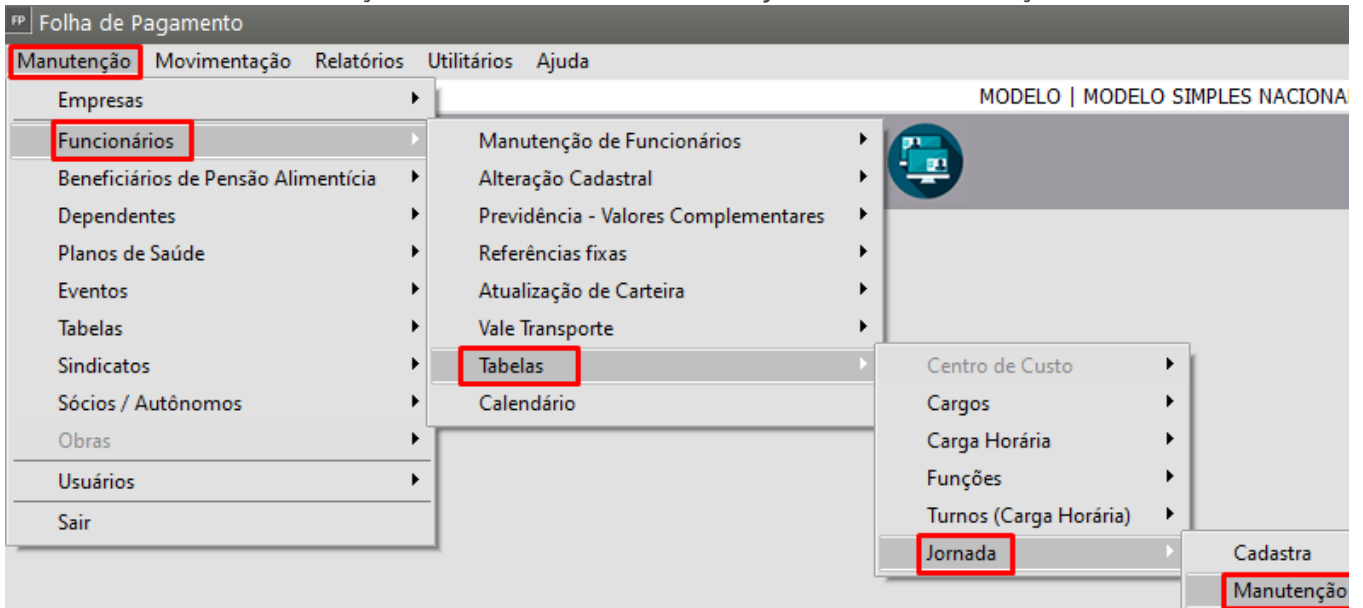 FP Folha de Pagamento
Manutenção Movimentação Relatórios Utilitários Ajuda
MODELO | MODELO SIMPLES NACIONAL
Empresas
Funcionários
Beneficiários de Pensão Alimentícia
Dependentes
Planos de Saúde
Eventos
Tabelas
Sindicatos
Sócios / Autônomos
Obras
Usuários
Sair
Manutenção de Funcionários
Alteração Cadastral
Previdência - Valores Complementares
Referências fixas
Atualização de Carteira
Vale Transporte
Tabelas
Calendário
Centro de Custo
Cargos
Carga Horária
Funções
Turnos (Carga Horária)
Jornada
Cadastra
Manutenção